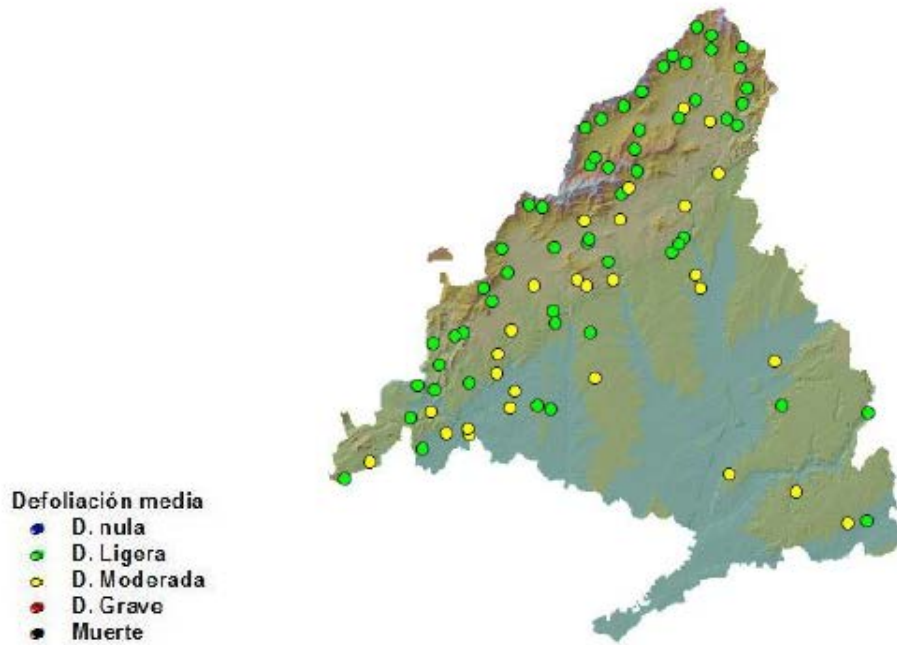 Defoliación media
D. nula
D. Ligera
D. Moderada
D. Grave
Muerte